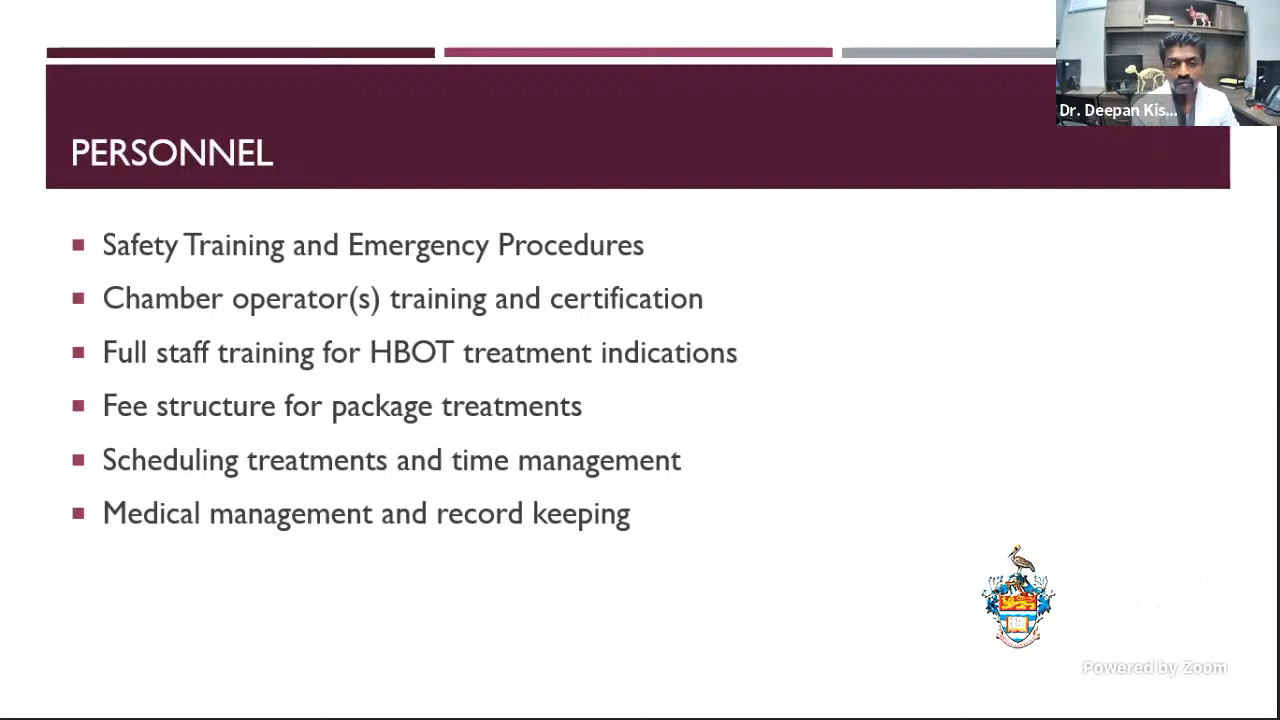 Dr. Deepan Kis...
PERSONNEL
Safety Training and Emergency Procedures
Chamber operator(s) training and certification
Full staff training for HBOT treatment indications
Fee structure for package treatments
Scheduling treatments and time management
Medical management and record keeping
Powered by Zoom